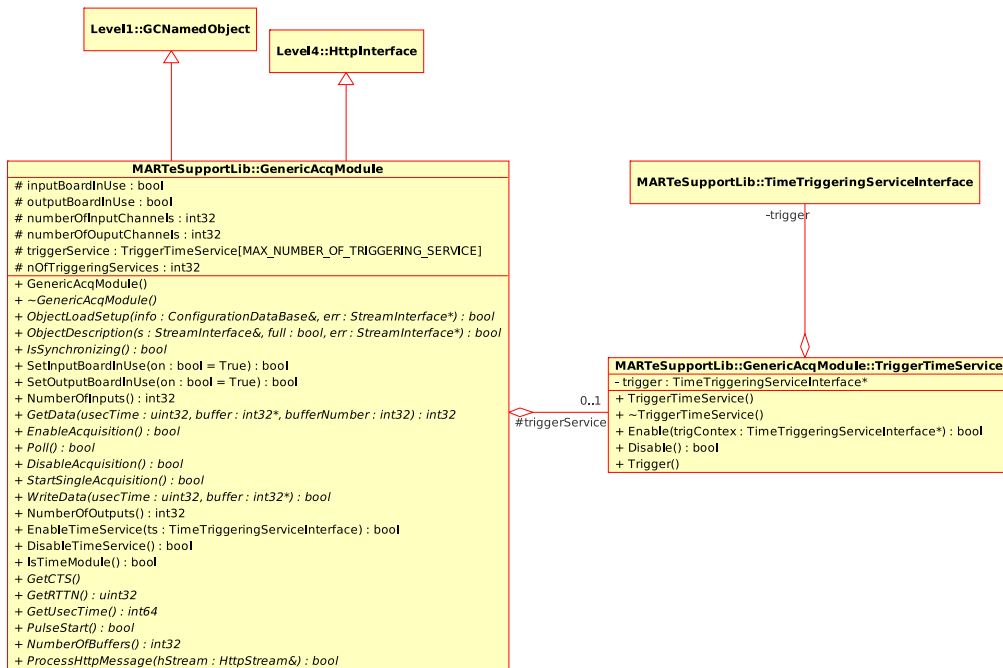 Level1::GCNamedObject
Level4::HttpInterface
MARTeSupportLib::GenericAcqModule
# inputBoardInUse : bool
# outputBoardInUse : bool
# numberOfInputChannels : int32
# numberOfOuputChannels : int32
# triggerService : TriggerTimeService[MAX_NUMBER_OF_TRIGGERING_SERVICE]
# nOfTriggeringServices : int32
+ GenericAcqModule()
+ ~GenericAcqModule()
+ ObjectLoadSetup(info : ConfigurationDataBase&, err : StreamInterface*) : bool
+ ObjectDescription(s : StreamInterface&, full : bool, err : StreamInterface*) : bool
+ IsSynchronizing() : bool
+ SetInputBoardInUse(on : bool = True) : bool
+ SetOutputBoardInUse(on : bool = True) : bool
+ NumberOfInputs() : int32
+ GetData(usecTime : uint32, buffer : int32*, bufferNumber : int32) : int32
+ EnableAcquisition() : bool
+ Poll() : bool
+ DisableAcquisition() : bool
+ StartSingleAcquisition() : bool
+ WriteData(usecTime : uint32, buffer : int32*) : bool
+ NumberOfOutputs() : int32
+ EnableTimeService(ts : TimeTriggeringServiceInterface) : bool
+ DisableTimeService() : bool
+ IsTimeModule() : bool
+ GetCTS()
+ GetRTTN() : uint32
+ GetUsecTime() : int64
+ PulseStart() : bool
+ NumberOfBuffers() : int32
+ ProcessHttpMessage(hStream : HttpStream&) : bool
0..1
#triggerService
MARTeSupportLib::TimeTriggeringServiceInterface
-trigger
MARTeSupportLib::GenericAcqModule::TriggerTimeService
- trigger : TimeTriggeringServiceInterface*
+ TriggerTimeService()
+ ~TriggerTimeService()
+ Enable(trigContex : TimeTriggeringServiceInterface*) : bool
+ Disable() : bool
+ Trigger()